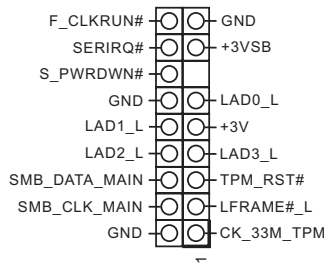 F_CLKRUN# GND
SERIRQ# +3VSB
S_PWRDWN#
GND LAD0_L
LAD1_L +3V
LAD2_L LAD3_L
SMB_DATA_MAIN TPM_RST#
SMB_CLK_MAIN LFRAME#_L
GND CK_33M_TPM
1